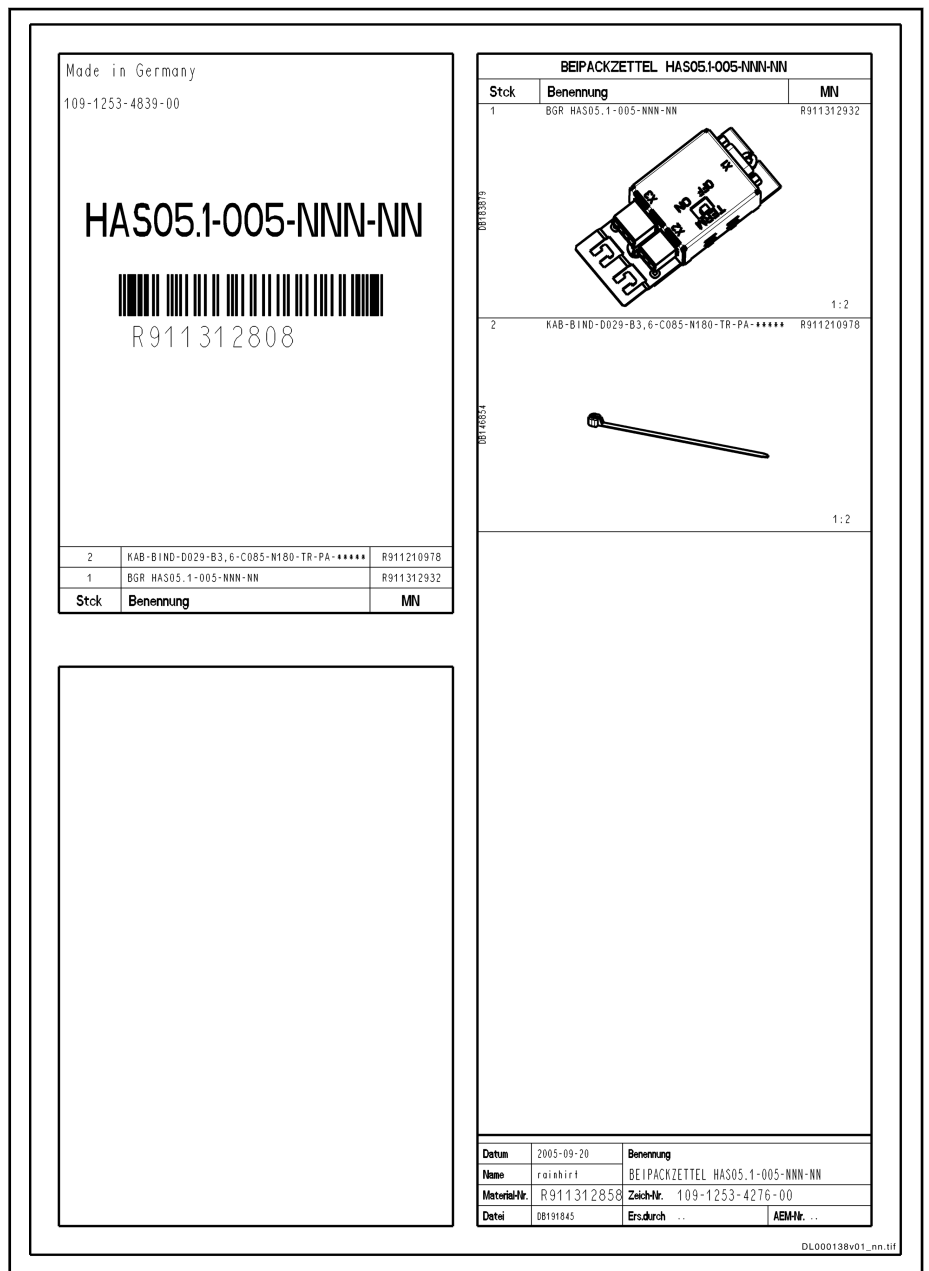 Made in Germany
109-1253-4839-00
HAS05.1-005-NNN-NN
R911312808
2 KAB-BIND-D029-B3,6-C085-N180-TR-PA-***** R911210978
1 BGR HAS05.1-005-NNN-NN R911312932
Stck Benennung MN
BEIPACKZETTEL HAS05.1-005-NNN-NN
Stck Benennung MN
1 BGR HAS05.1-005-NNN-NN R911312932
DB183879
X1
OFF
ON
TERM
X3
X2
1:2
2 KAB-BIND-D029-B3,6-C085-N180-TR-PA-***** R911210978
DB146854
1:2
Datum 2005-09-20 Benennung
Name rainhirt BEIPACKZETTEL HAS05.1-005-NNN-NN
Material-Nr. R911312858 Zeich-Nr. 109-1253-4276-00
Datei DB191845 Ers.durch .. AEM-Nr. ..
DL000138v01_nn.tif